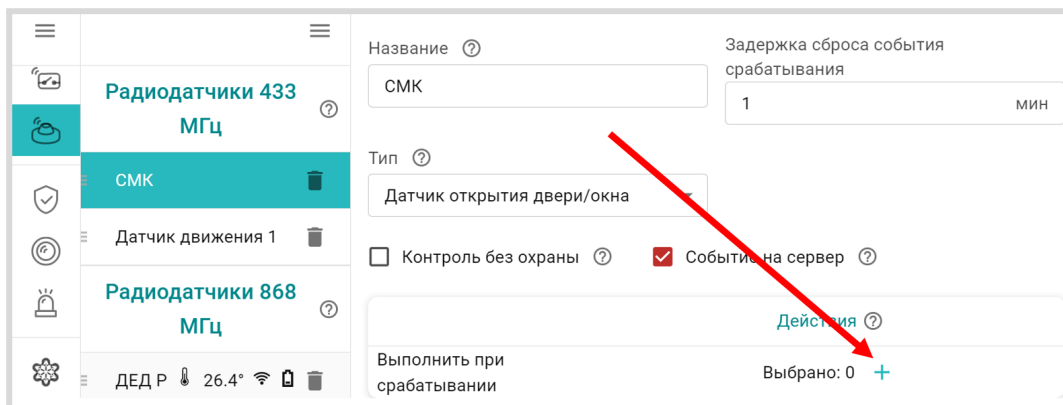 Радиодатчики 433
МГц
СМК
Датчик движения 1
Радиодатчики 868
МГц
ДЕД Р 26.4°
Название
СМК
Задержка сброса события
срабатывания
1 мин
Тип
Датчик открытия двери/окна
Контроль без охраны
Событие на сервер
Действия
Выполнить при
срабатывании
Выбрано: 0 +